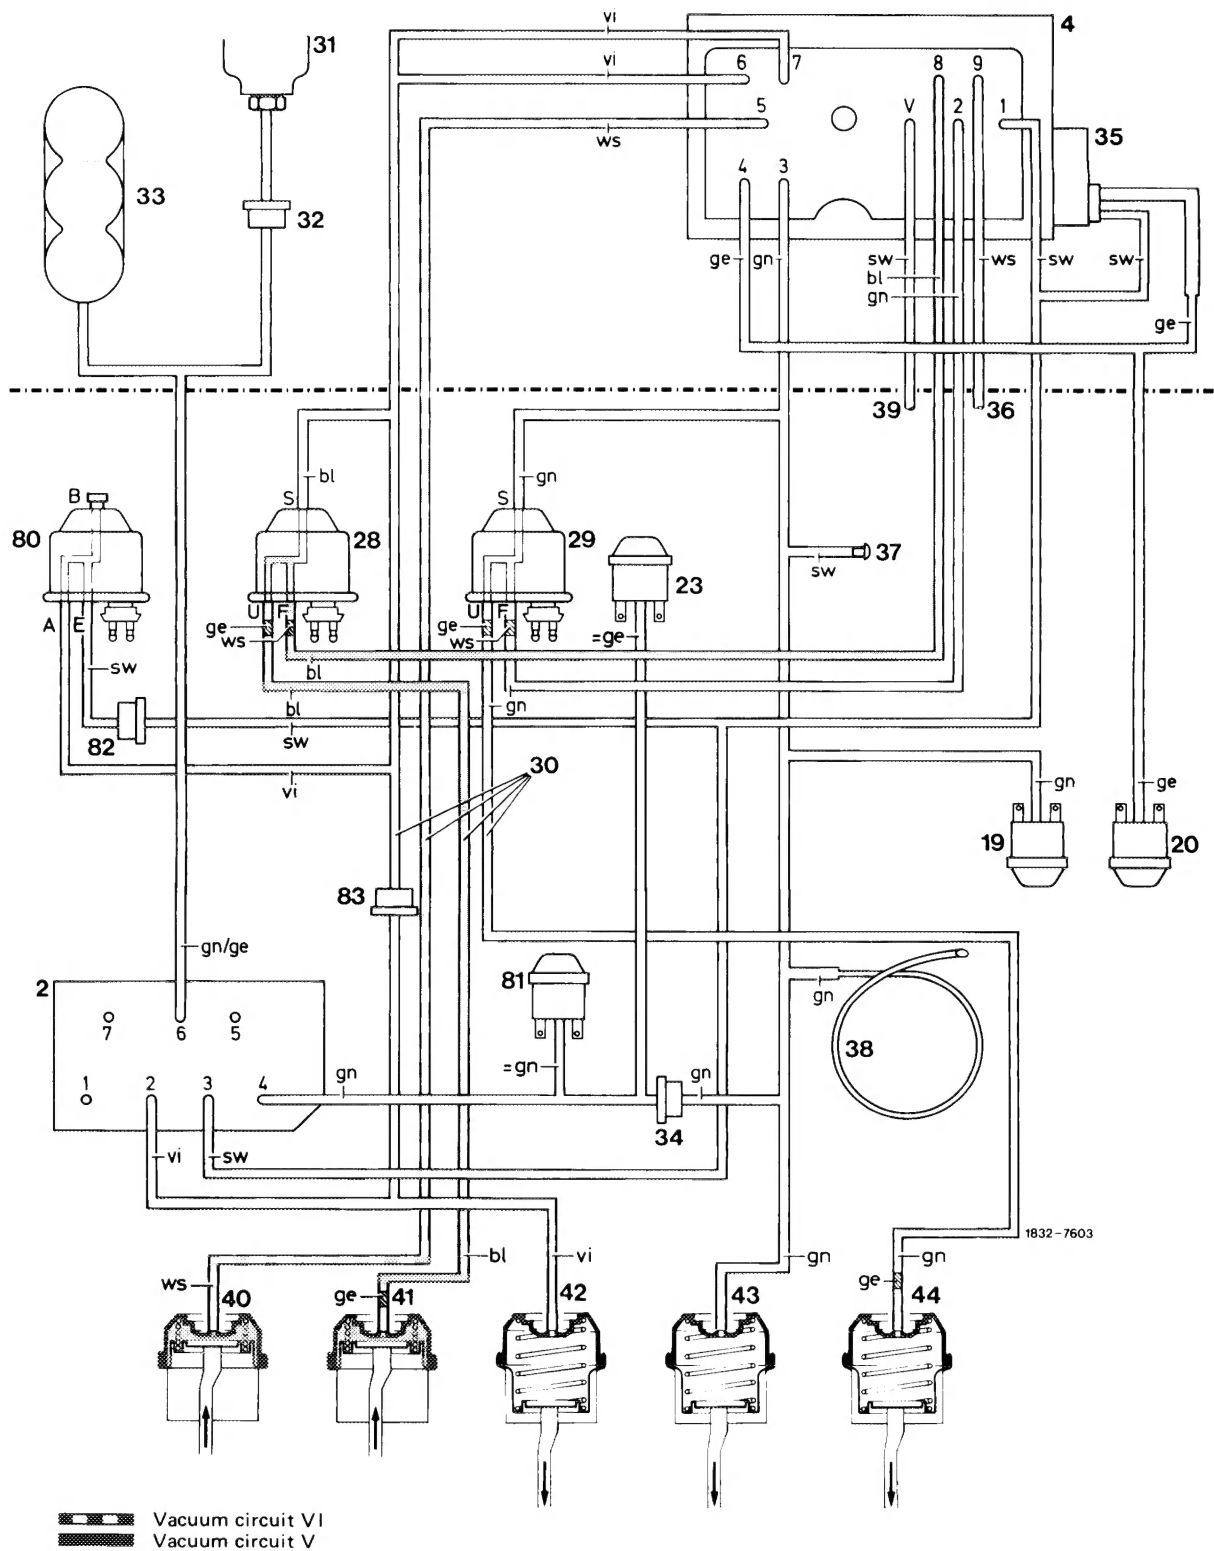 vi
4
31
vi
6
7
8
9
5
V
2
1
35
ws
33
4
3
32
ge
gn
sw
ws
sw
sw
bl
gn
ge
39
36
bl
gn
B
S
S
80
28
29
37
23
sw
A
E
U
F
U
F
ge
ws
ge
ws
=ge
sw
bl
bl
gn
82
sw
30
vi
gn
ge
19
20
83
gn/ge
2
81
gn
7
6
5
38
=gn
1
2
3
4
gn
gn
34
vi
sw
1832-7603
bl
vi
gn
gn
ws
ge
ge
40
41
42
43
44
Vacuum circuit VI
Vacuum circuit V